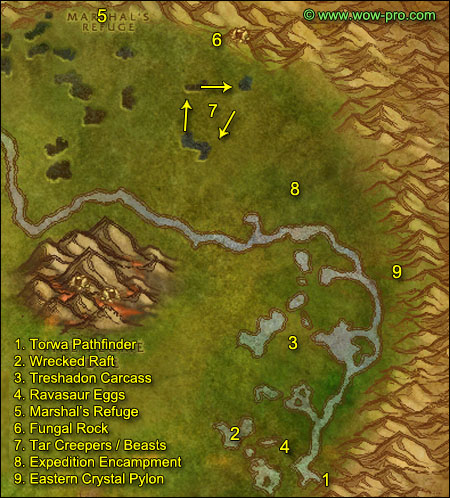 © www.wow-pro.com
5
MARSHAL'S
REFUGE
6
7
8
9
3
2
4
1
1. Torwa Pathfinder
2. Wrecked Raft
3. Treshadon Carcass
4. Ravasaur Eggs
5. Marshal's Refuge
6. Fungal Rock
7. Tar Creepers / Beasts
8. Expedition Encampment
9. Eastern Crystal Pylon